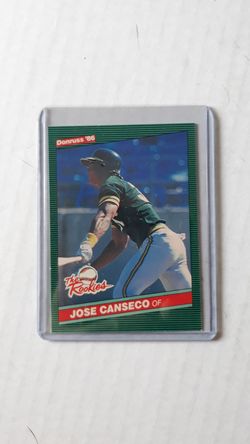 Donruss '86
The
Rookies
JOSE CANSECO OF